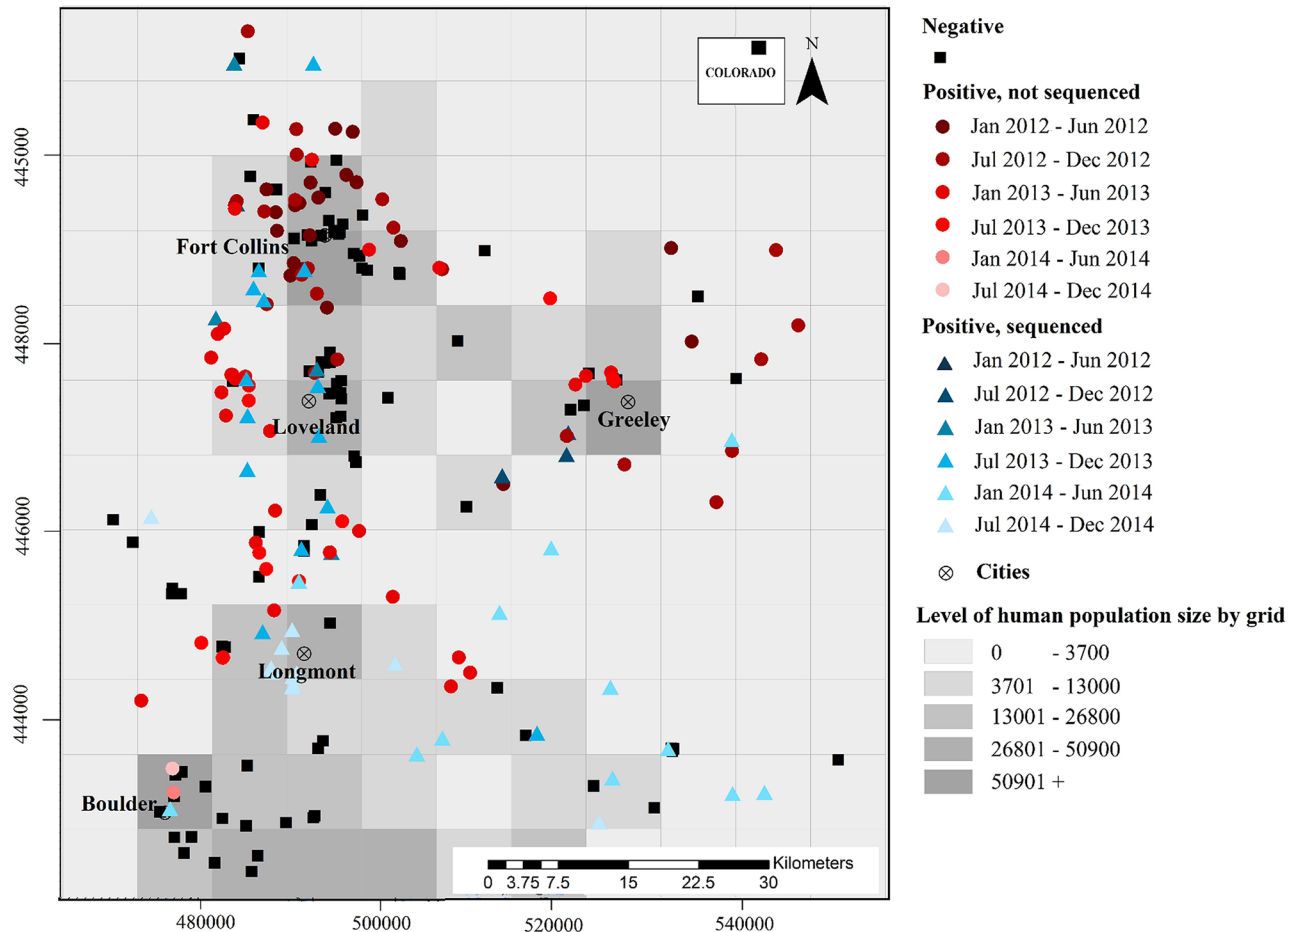 N
COLORADO
445000
448000
446000
444000
Fort Collins
Loveland
Greeley
Longmont
Boulder
Kilometers
0 3.75 7.5 15 22.5 30
480000 500000 520000 540000
Negative
Positive, not sequenced
Jan 2012 - Jun 2012
Jul 2012 - Dec 2012
Jan 2013 - Jun 2013
Jul 2013 - Dec 2013
Jan 2014 - Jun 2014
Jul 2014 - Dec 2014
Positive, sequenced
Jan 2012 - Jun 2012
Jul 2012 - Dec 2012
Jan 2013 - Jun 2013
Jul 2013 - Dec 2013
Jan 2014 - Jun 2014
Jul 2014 - Dec 2014
Cities
Level of human population size by grid
0 - 3700
3701 - 13000
13001 - 26800
26801 - 50900
50901 +